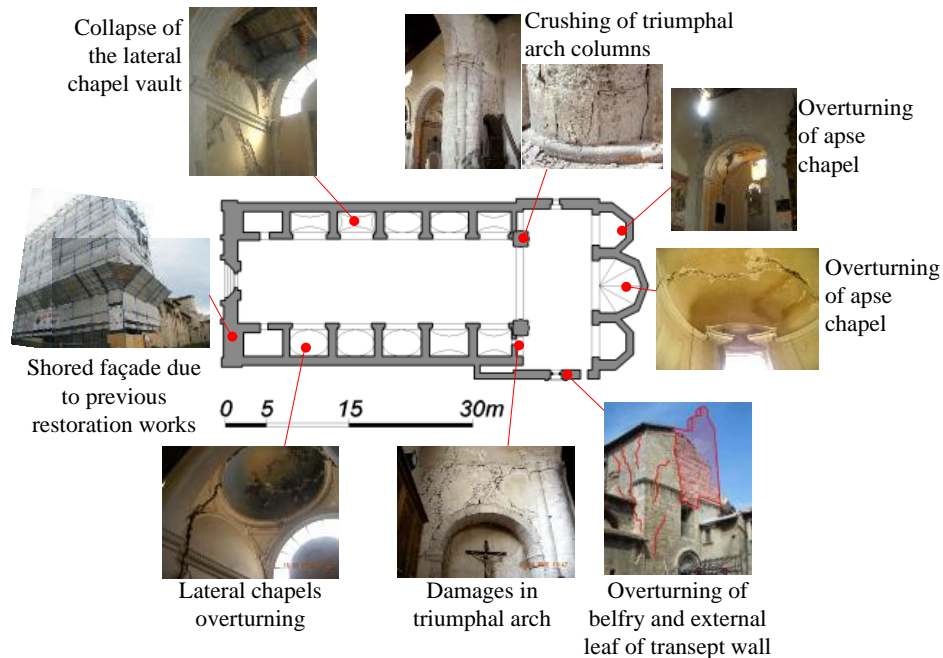 Collapse of
the lateral
chapel vault
Crushing of triumphal
arch columns
Overturning
of apse
chapel
Overturning
of apse
chapel
Shored façade due
to previous
restoration works
0 5 15 30m
Lateral chapels
overturning
Damages in
triumphal arch
Overturning of
belfry and external
leaf of transept wall